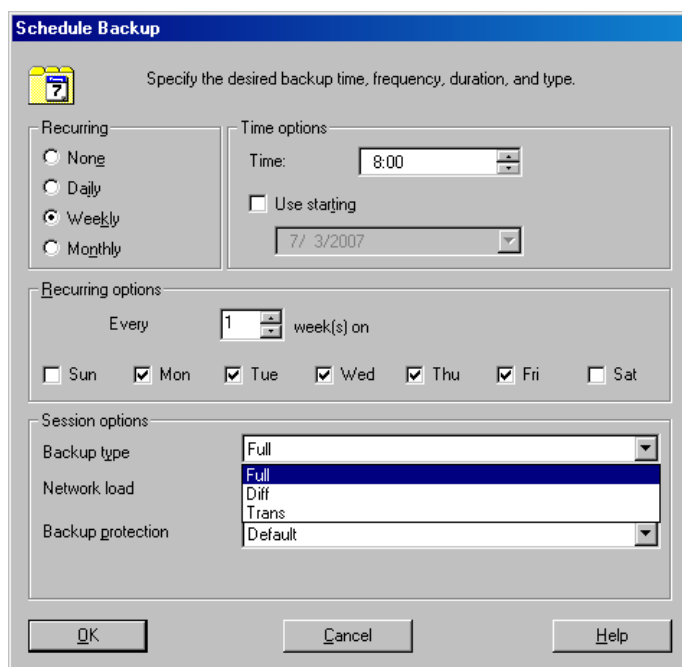 Schedule Backup
7
Specify the desired backup time, frequency, duration, and type.
Recurring
None
Daily
Weekly
Monthly
Time options
Time: 8:00
Use starting
7/ 3/2007
Recurring options
Every 1 week(s) on
Sun Mon Tue Wed Thu Fri Sat
Session options
Backup type Full
Full
Network load
Diff
Trans
Backup protection Default
OK Cancel Help